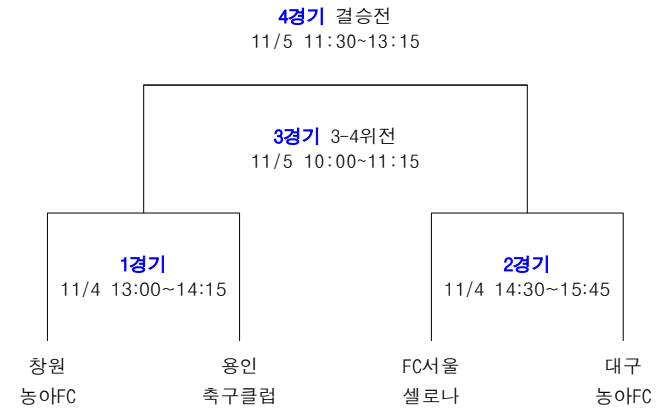 4경기 결승전
11/5 11:30~13:15
3경기 3-4위전
11/5 10:00~11:15
1경기
11/4 13:00~14:15
2경기
11/4 14:30~15:45
창원
농아FC
용인
축구클럽
FC서울
셀로나
대구
농아FC